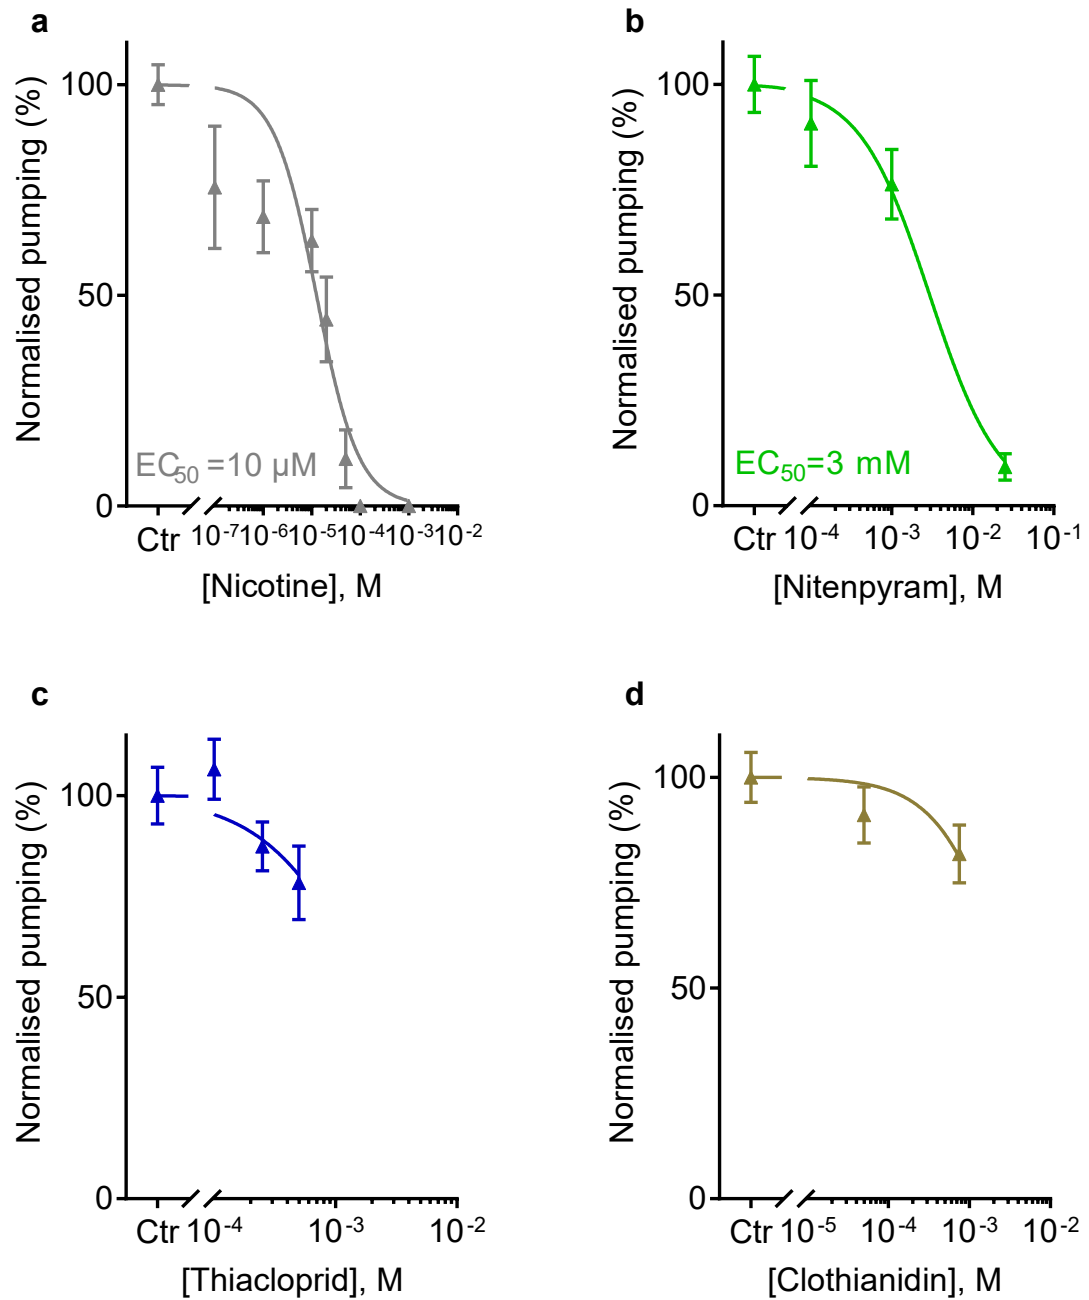 a
Normalised pumping (%)
100
50
0
EC50 =10 µM
Ctr 10-7 10-6 10-5 10-4 10-3 10-2
[Nicotine], M
b
Normalised pumping (%)
100
50
0
EC50=3 mM
Ctr 10-4 10-3 10-2 10-1
[Nitenpyram], M
c
Normalised pumping (%)
100
50
0
Ctr 10-4 10-3 10-2
[Thiacloprid], M
d
Normalised pumping (%)
100
50
0
Ctr 10-5 10-4 10-3 10-2
[Clothianidin], M